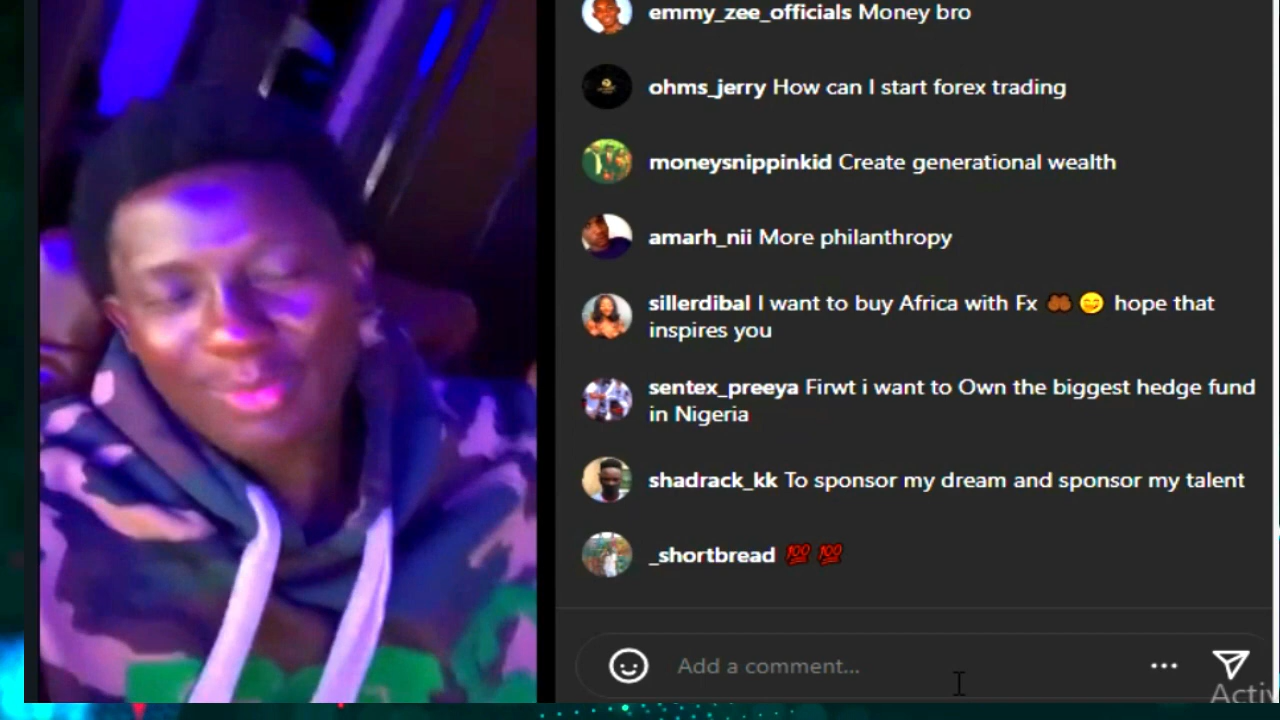 emmy_zee_officials Money bro
ohms_jerry How can I start forex trading
moneysnippinkid Create generational wealth
amarh_nii More philanthropy
sillerdibal I want to buy Africa with Fx 🤲🏾 😊 hope that
inspires you
sentex_preeya Firwt i want to Own the biggest hedge fund
in Nigeria
shadrack_kk To sponsor my dream and sponsor my talent
_shortbread 💯 💯
Add a comment...
Activ